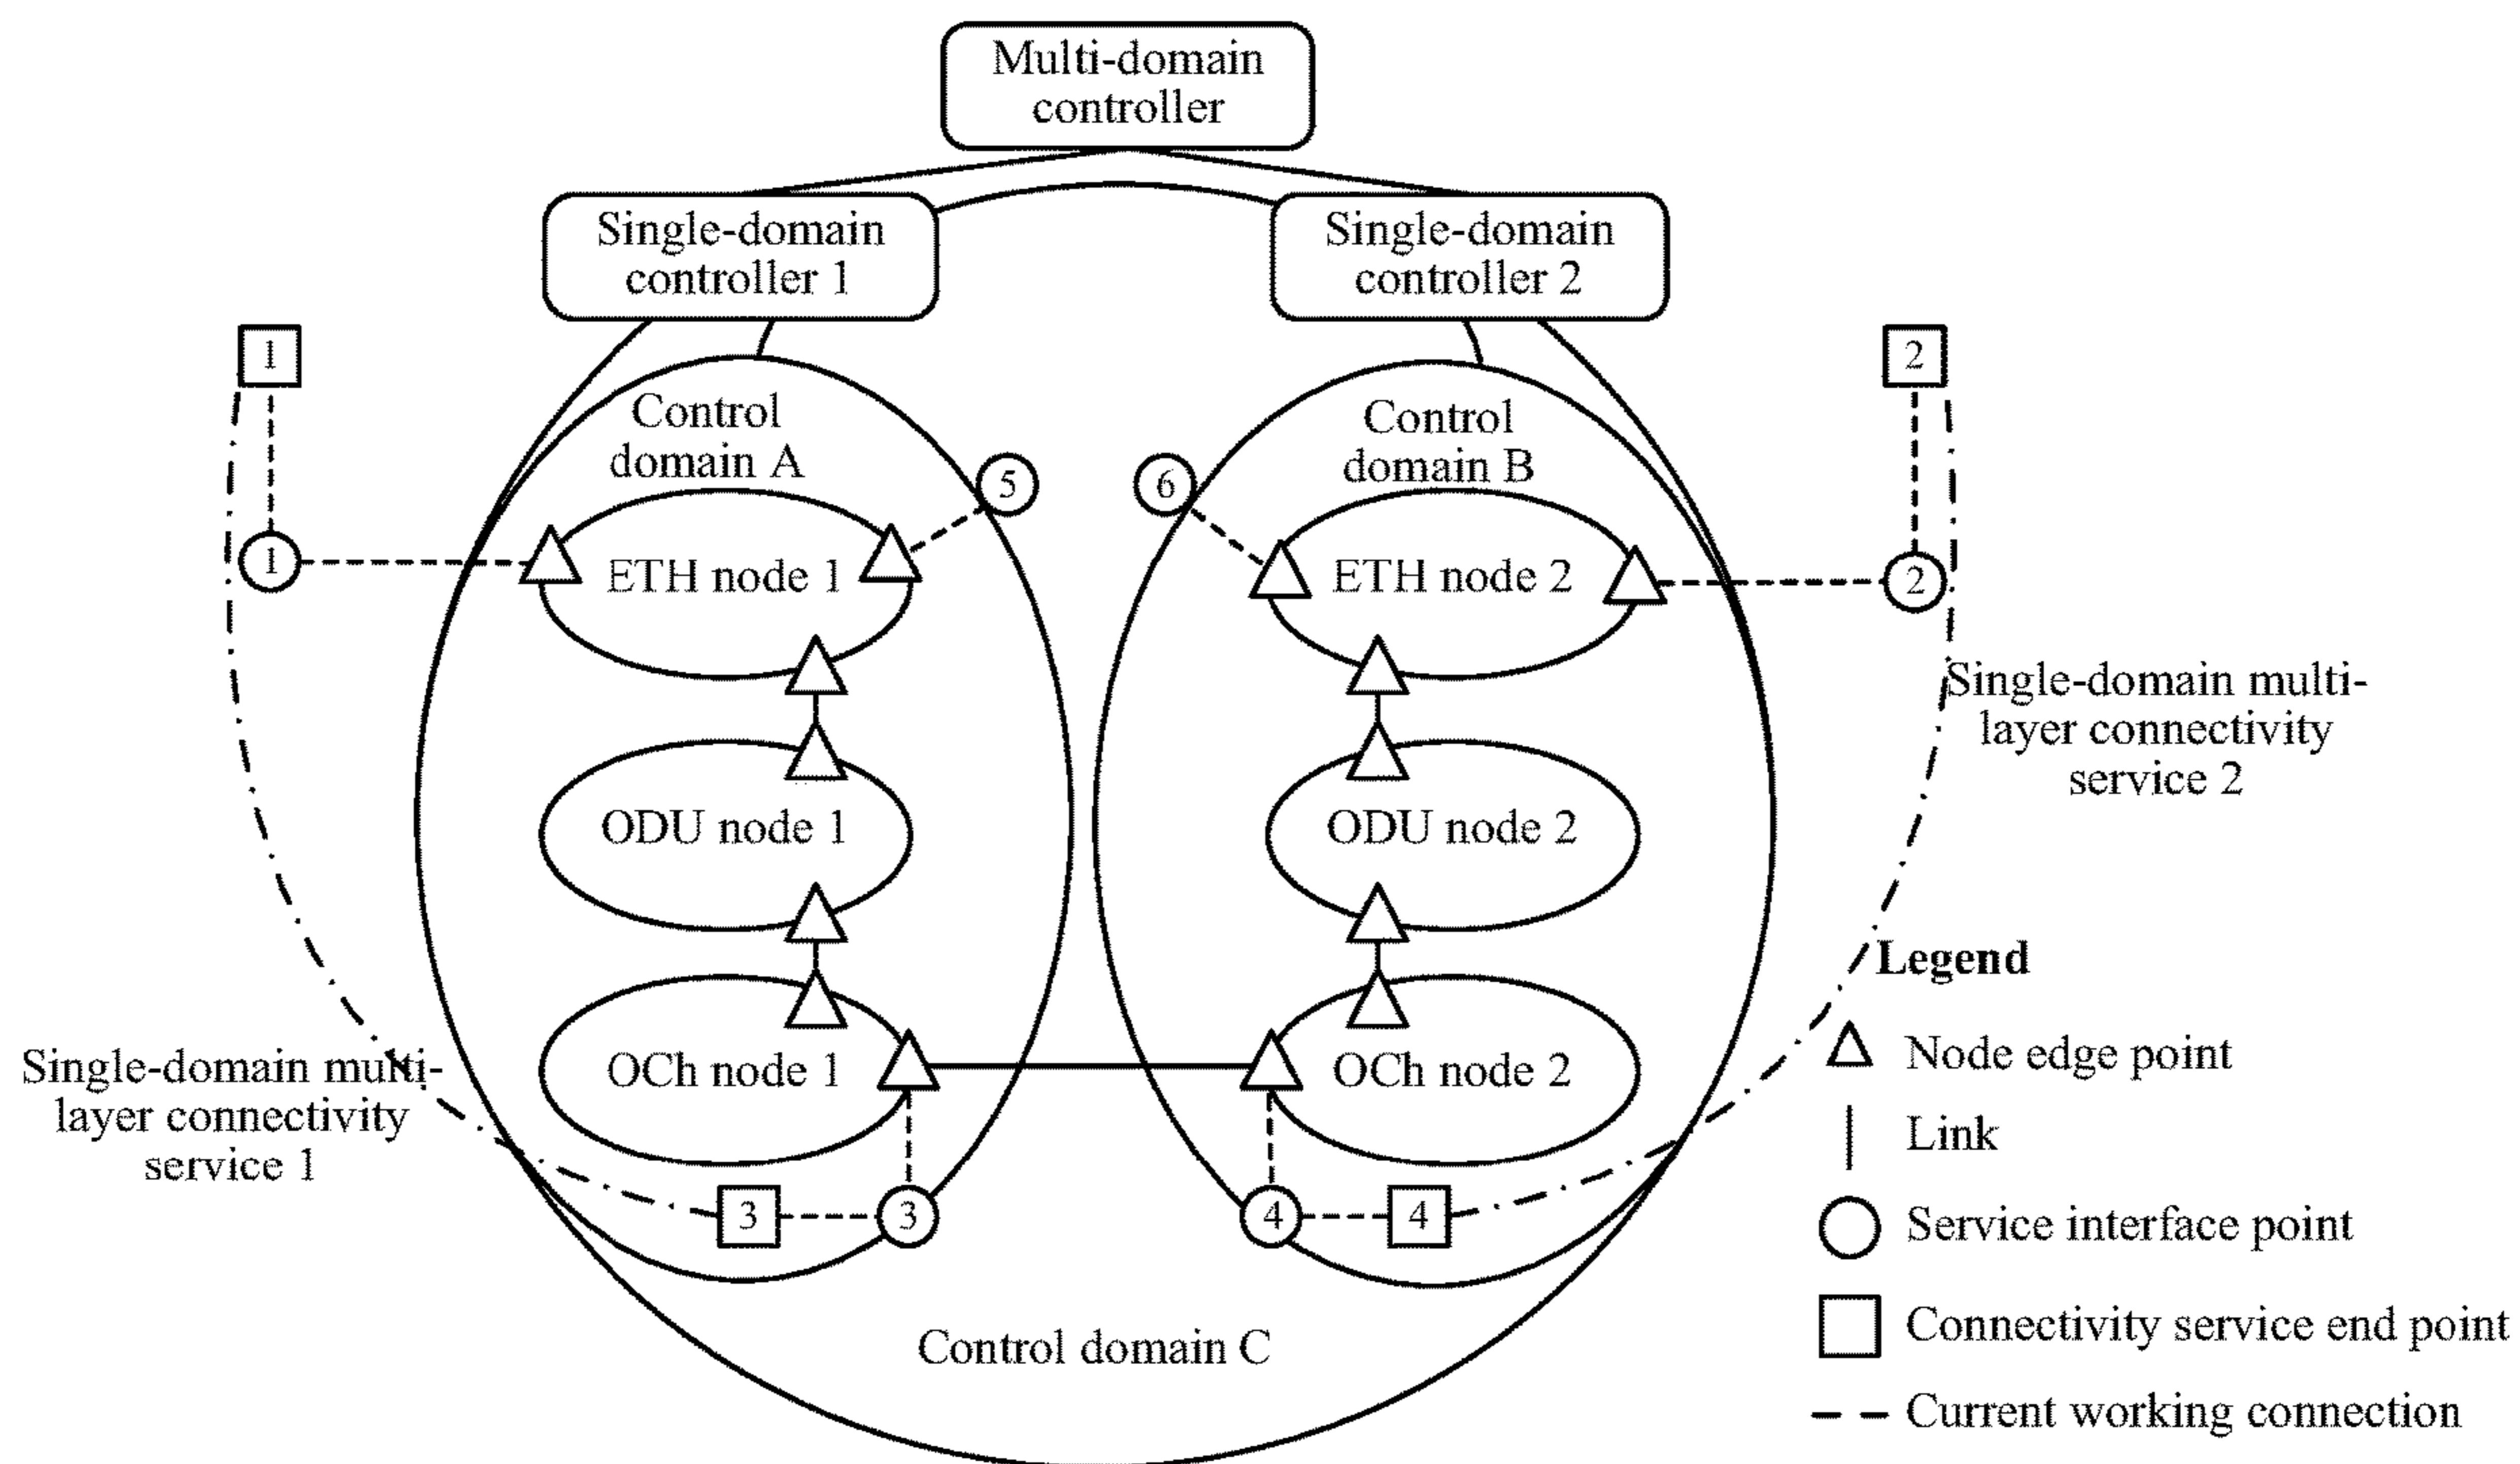 Multi-domain
controller
Single-domain
controller 1
Single-domain
controller 2
1
2
Control
domain A
Control
domain B
5
6
1
ETH node 1
ETH node 2
2
Single-domain multi-
layer connectivity
service 2
ODU node 1
ODU node 2
Legend
Node edge point
Link
Service interface point
Connectivity service end point
Current working connection
OCh node 1
OCh node 2
Single-domain multi-
layer connectivity
service 1
3
3
4
4
Control domain C